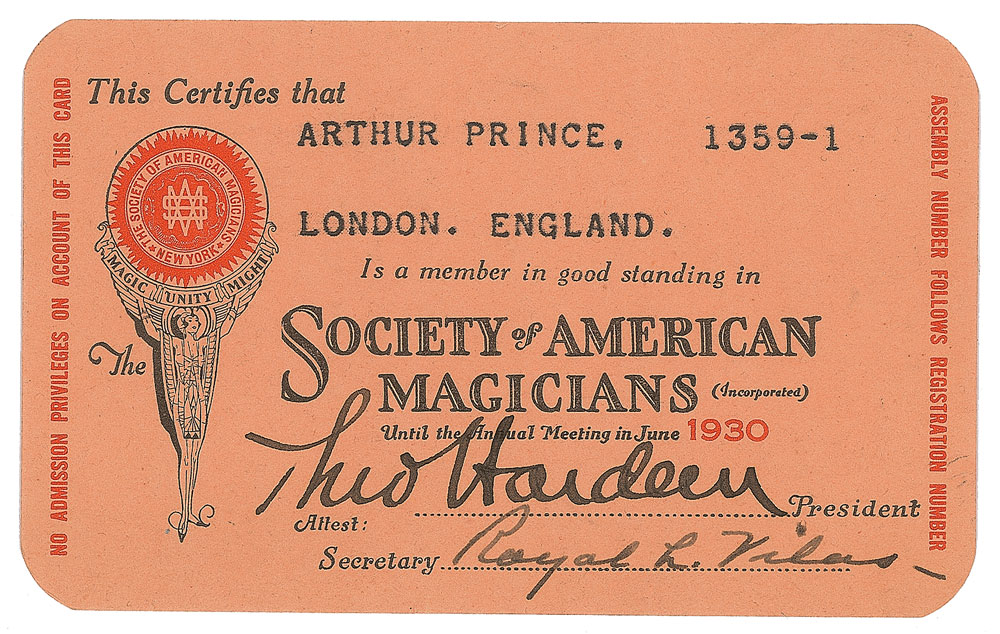 This Certifies that
ARTHUR PRINCE. 1359-1
LONDON. ENGLAND.
Is a member in good standing in
The
SOCIETY of AMERICAN
MAGICIANS (Incorporated)
Until the Annual Meeting in June 1930
Theo Hardeen
President
Attest:
Secretary Royal L. Vilas
THE SOCIETY OF AMERICAN MAGICIANS
NEW YORK
SAM
MAGIC UNITY MIGHT
NO ADMISSION PRIVILEGES ON ACCOUNT OF THIS CARD
ASSEMBLY NUMBER FOLLOWS REGISTRATION NUMBER